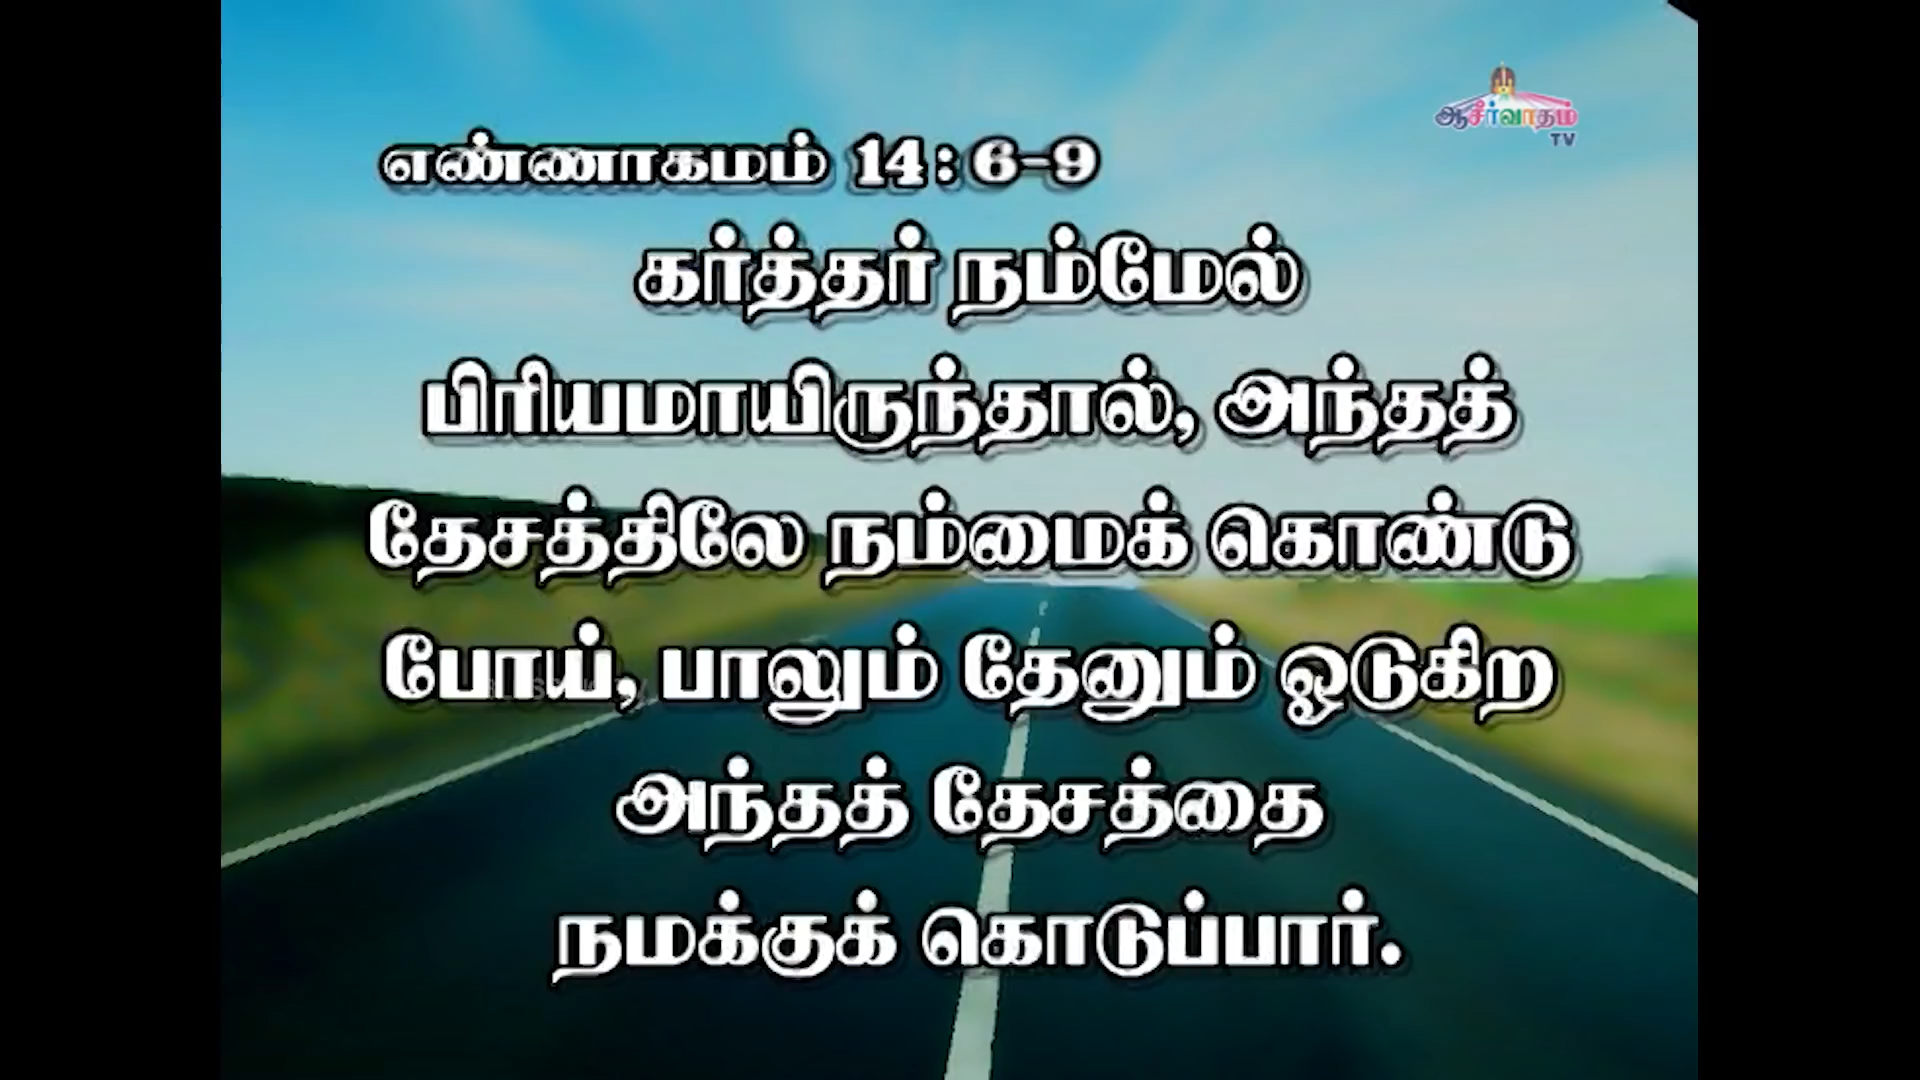 ஆசீர்வாதம்
TV
எண்ணாகமம் 14 : 6-9
கர்த்தர் நம்மேல்
பிரியமாயிருந்தால், அந்தத்
தேசத்திலே நம்மைக் கொண்டு
போய், பாலும் தேனும் ஓடுகிற
அந்தத் தேசத்தை
நமக்குக் கொடுப்பார்.